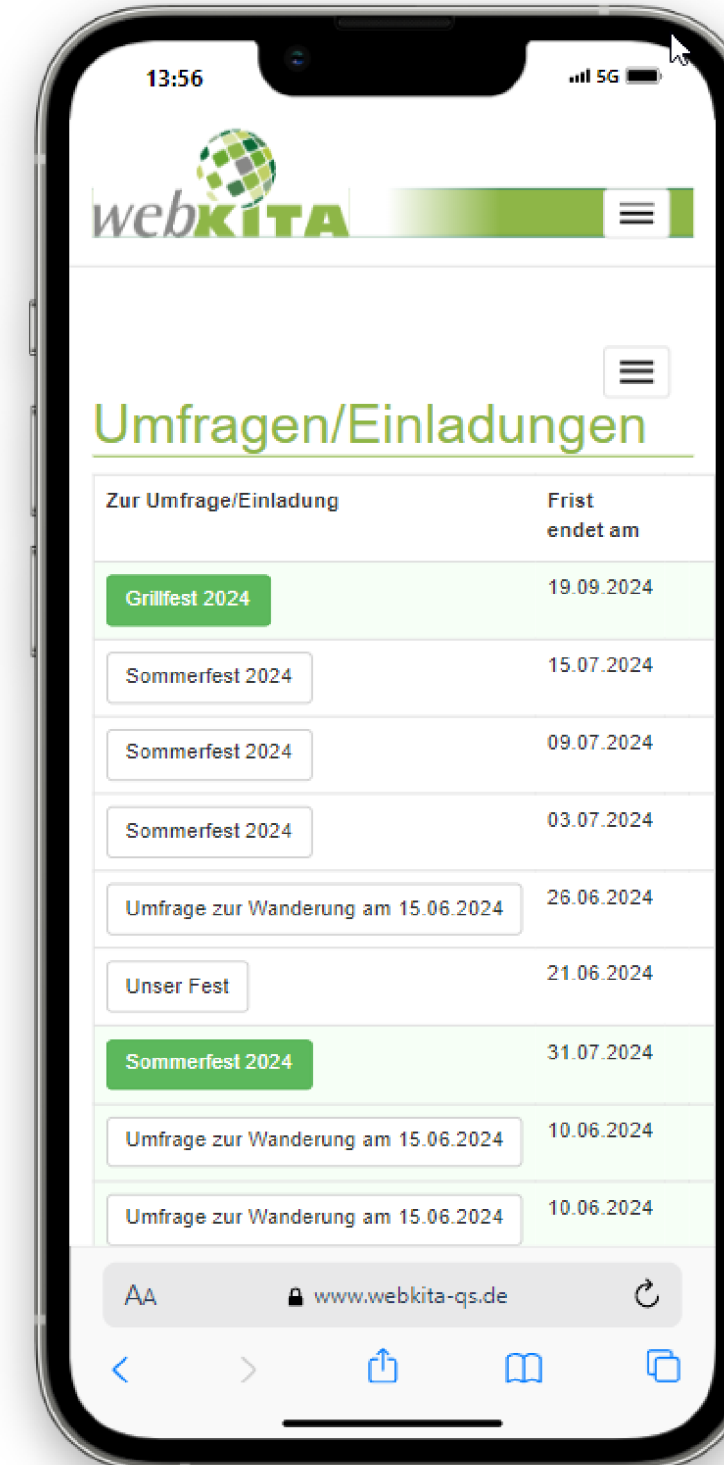 13:56
5G
webKITA
Umfragen/Einladungen
Zur Umfrage/Einladung Frist
endet am
Grillfest 2024 19.09.2024
Sommerfest 2024 15.07.2024
Sommerfest 2024 09.07.2024
Sommerfest 2024 03.07.2024
Umfrage zur Wanderung am 15.06.2024 26.06.2024
Unser Fest 21.06.2024
Sommerfest 2024 31.07.2024
Umfrage zur Wanderung am 15.06.2024 10.06.2024
Umfrage zur Wanderung am 15.06.2024 10.06.2024
AA www.webkita-qs.de